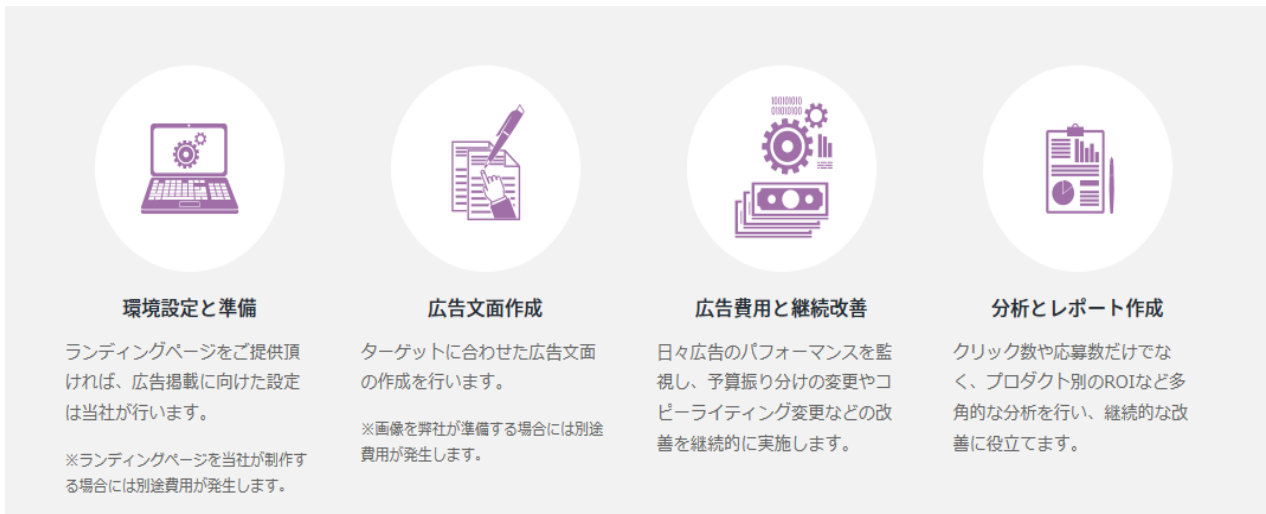 100101010
011010100
環境設定と準備
ランディングページをご提供頂
ければ、広告掲載に向けた設定
は当社が行います。
※ランディングページを当社が制作す
る場合には別途費用が発生します。
広告文面作成
ターゲットに合わせた広告文面
の作成を行います。
※画像を弊社が準備する場合には別途
費用が発生します。
広告費用と継続改善
日々広告のパフォーマンスを監
視し、予算振り分けの変更やコ
ピーライティング変更などの改
善を継続的に実施します。
分析とレポート作成
クリック数や応募数だけでな
く、プロダクト別のROIなど多
角的な分析を行い、継続的な改
善に役立てます。